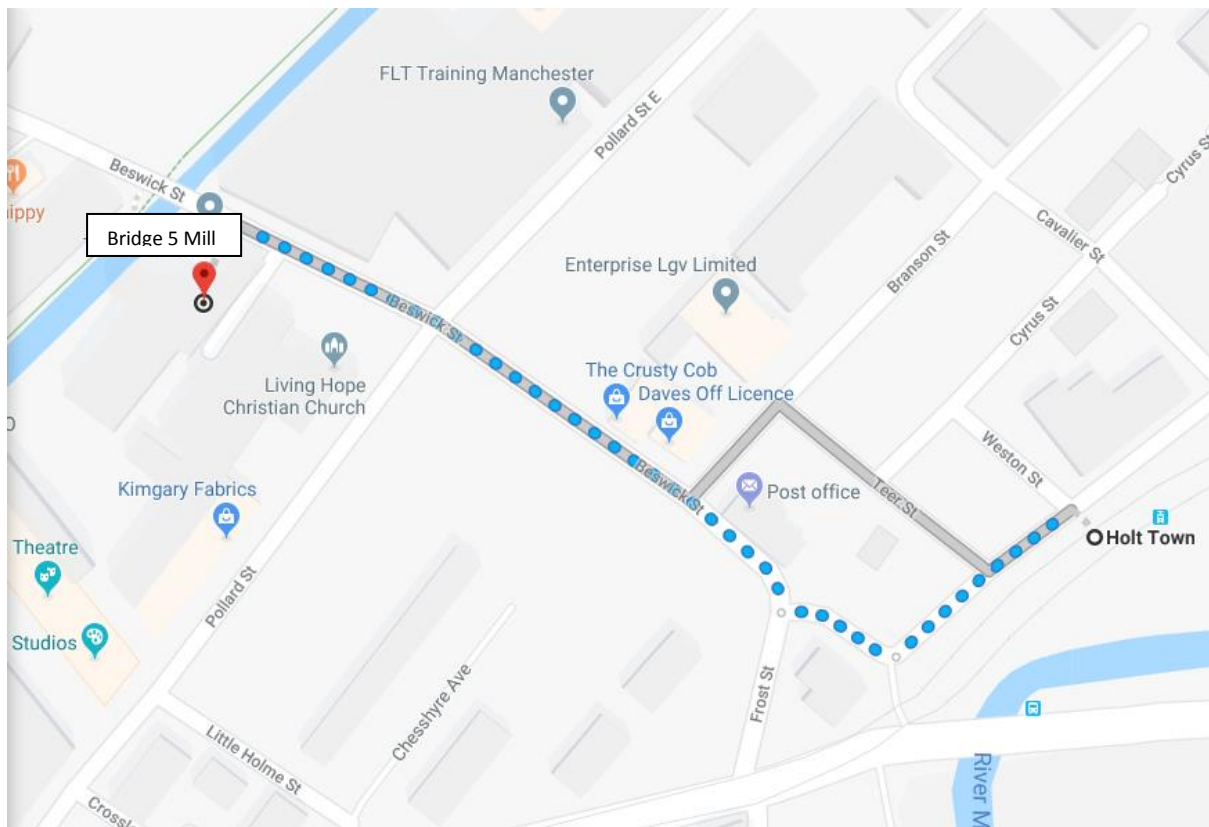 FLT Training Manchester
Pollard St E
Beswick St
Bridge 5 Mill
Cyrus St
Cavalier St
Branson St
Enterprise Lgv Limited
Beswick St
Cyrus St
Living Hope
Christian Church
The Crusty Cob
Daves Off Licence
Weston St
Beswick St
Teer St
Post office
Kimgary Fabrics
Holt Town
Theatre
Pollard St
Studios
Chesshyre Ave
Frost St
Little Holme St
River M